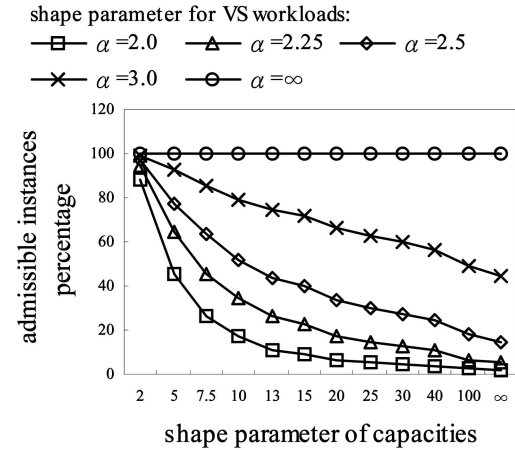 shape parameter for VS workloads:
α =2.0 α =2.25 α =2.5
α =3.0 α =∞
admissible instances
percentage
120
100
80
60
40
20
0
2 5 7.5 10 13 15 20 25 30 40 100 ∞
shape parameter of capacities